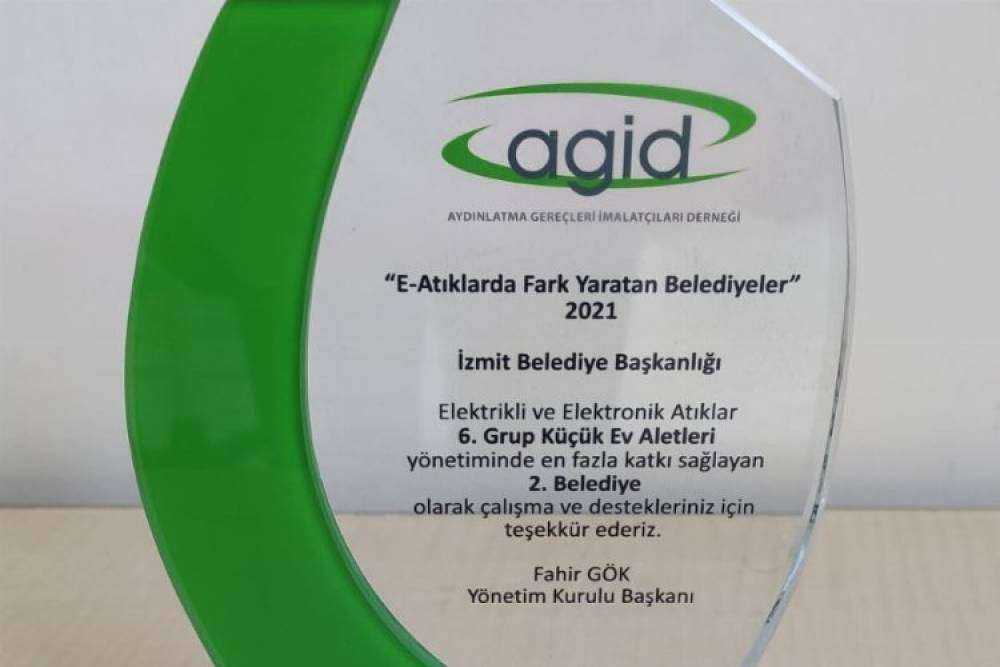 agid
AYDINLATMA GEREÇLERİ İMALATÇILARI DERNEĞİ
“E-Atıklarda Fark Yaratan Belediyeler”
2021
İzmit Belediye Başkanlığı
Elektrikli ve Elektronik Atıklar
6. Grup Küçük Ev Aletleri
yönetiminde en fazla katkı sağlayan
2. Belediye
olarak çalışma ve destekleriniz için
teşekkür ederiz.
Fahir GÖK
Yönetim Kurulu Başkanı